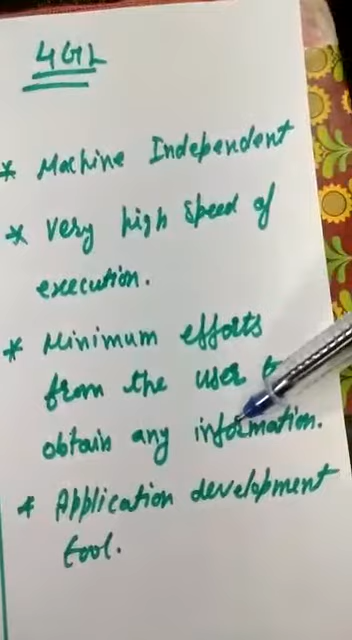 4GL
* Machine Independent
* Very high speed of
execution.
* Minimum efforts
from the user
obtain any information.
* Application development
tool.